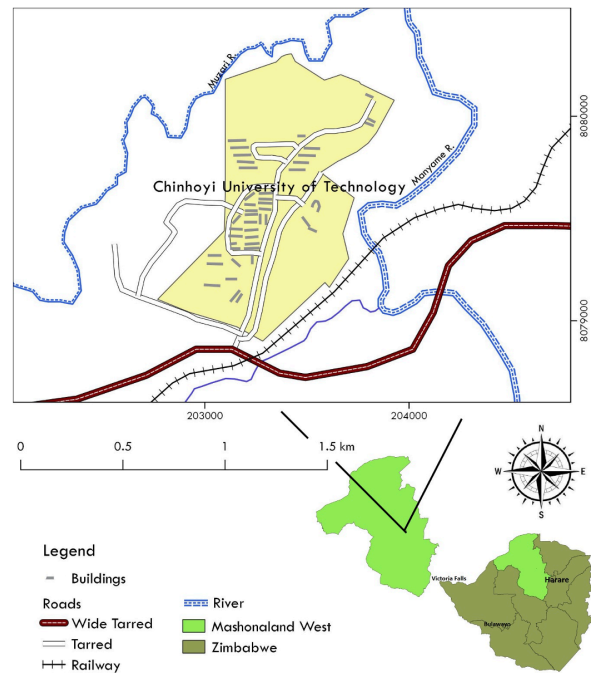 Muzari R.
8080000
Manyame R.
Chinhoyi University of Technology
8079000
203000
204000
0
0.5
1
1.5 km
N
W
E
S
Legend
Buildings
Roads
Wide Tarred
Tarred
Railway
River
Mashonaland West
Zimbabwe
Victoria Falls
Harare
Bulawayo